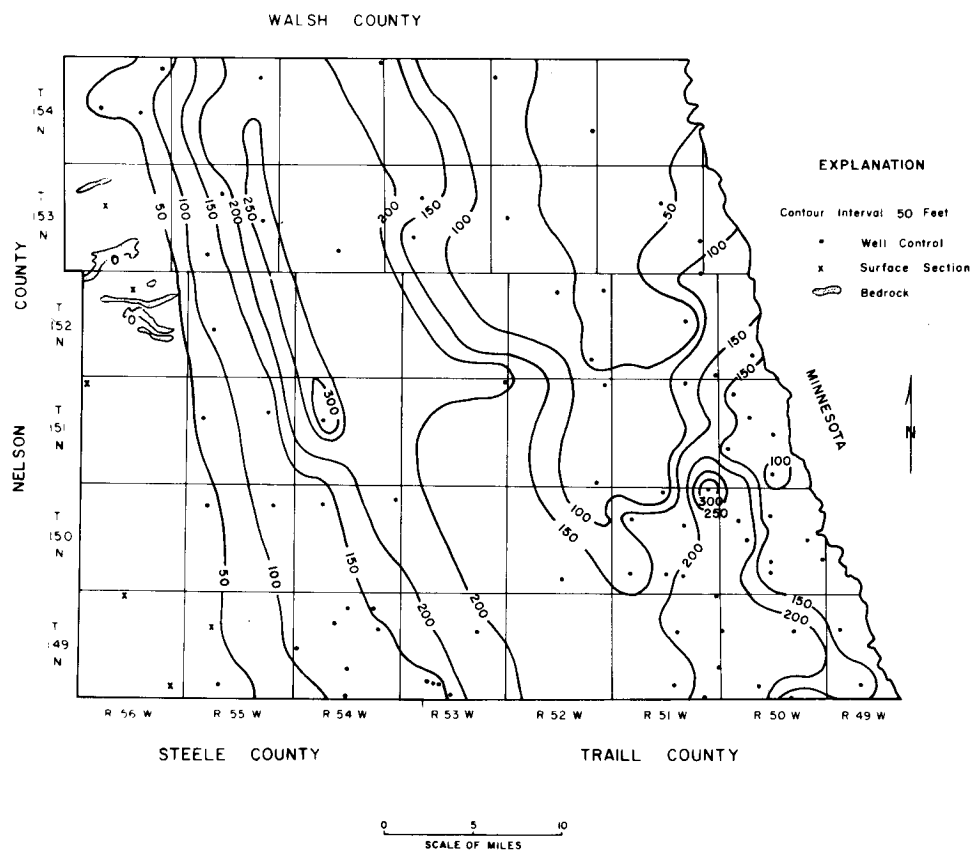 WALSH COUNTY
T
154
N
T
153
N
NELSON COUNTY
T
152
N
T
151
N
T
150
N
T
149
N
50
100
150
200
250
200
150
100
50
100
150
150
300
100
300
250
100
150
200
150
200
50
100
150
200
200
MINNESOTA
N
EXPLANATION
Contour Interval 50 Feet
Well Control
x Surface Section
Bedrock
R 56 W R 55 W R 54 W R 53 W R 52 W R 51 W R 50 W R 49 W
STEELE COUNTY TRAILL COUNTY
0 5 10
SCALE OF MILES